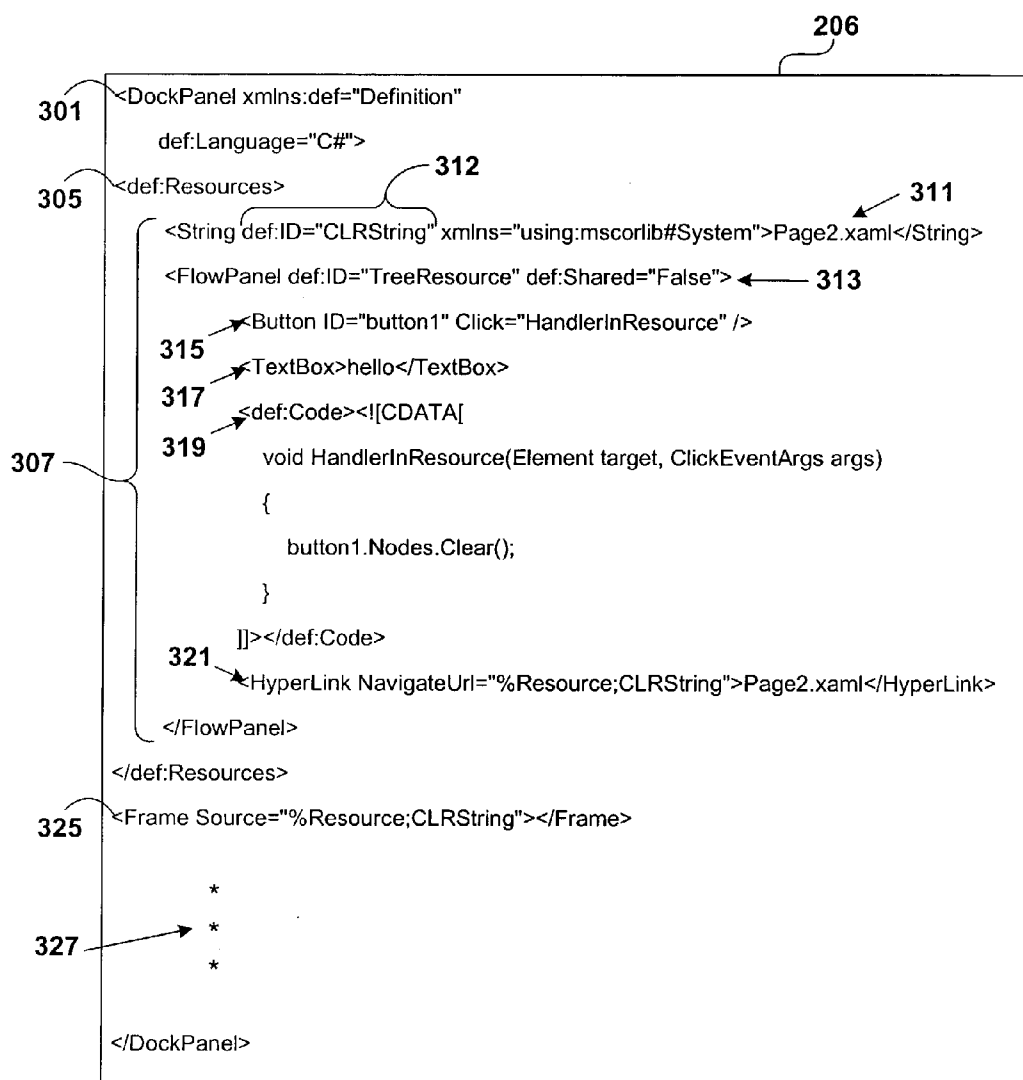 206
301 <DockPanel xmlns:def="Definition"
def:Language="C#">
312
305 <def:Resources>
311
<String def:ID="CLRString" xmlns="using:mscorlib#System">Page2.xaml</String>
<FlowPanel def:ID="TreeResource" def:Shared="False"> 313
315 <Button ID="button1" Click="HandlerInResource" />
317 <TextBox>hello</TextBox>
319 <def:Code><![CDATA[
307 void HandlerInResource(Element target, ClickEventArgs args)
{
button1.Nodes.Clear();
}
]]></def:Code>
321 <HyperLink NavigateUrl="%Resource;CLRString">Page2.xaml</HyperLink>
</FlowPanel>
</def:Resources>
325 <Frame Source="%Resource;CLRString"></Frame>
*
327 *
*
</DockPanel>